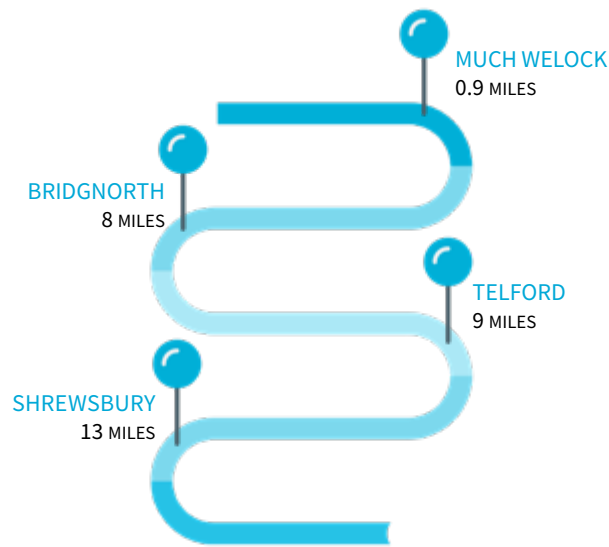 MUCH WELOCK
0.9 MILES
BRIDGNORTH
8 MILES
TELFORD
9 MILES
SHREWSBURY
13 MILES